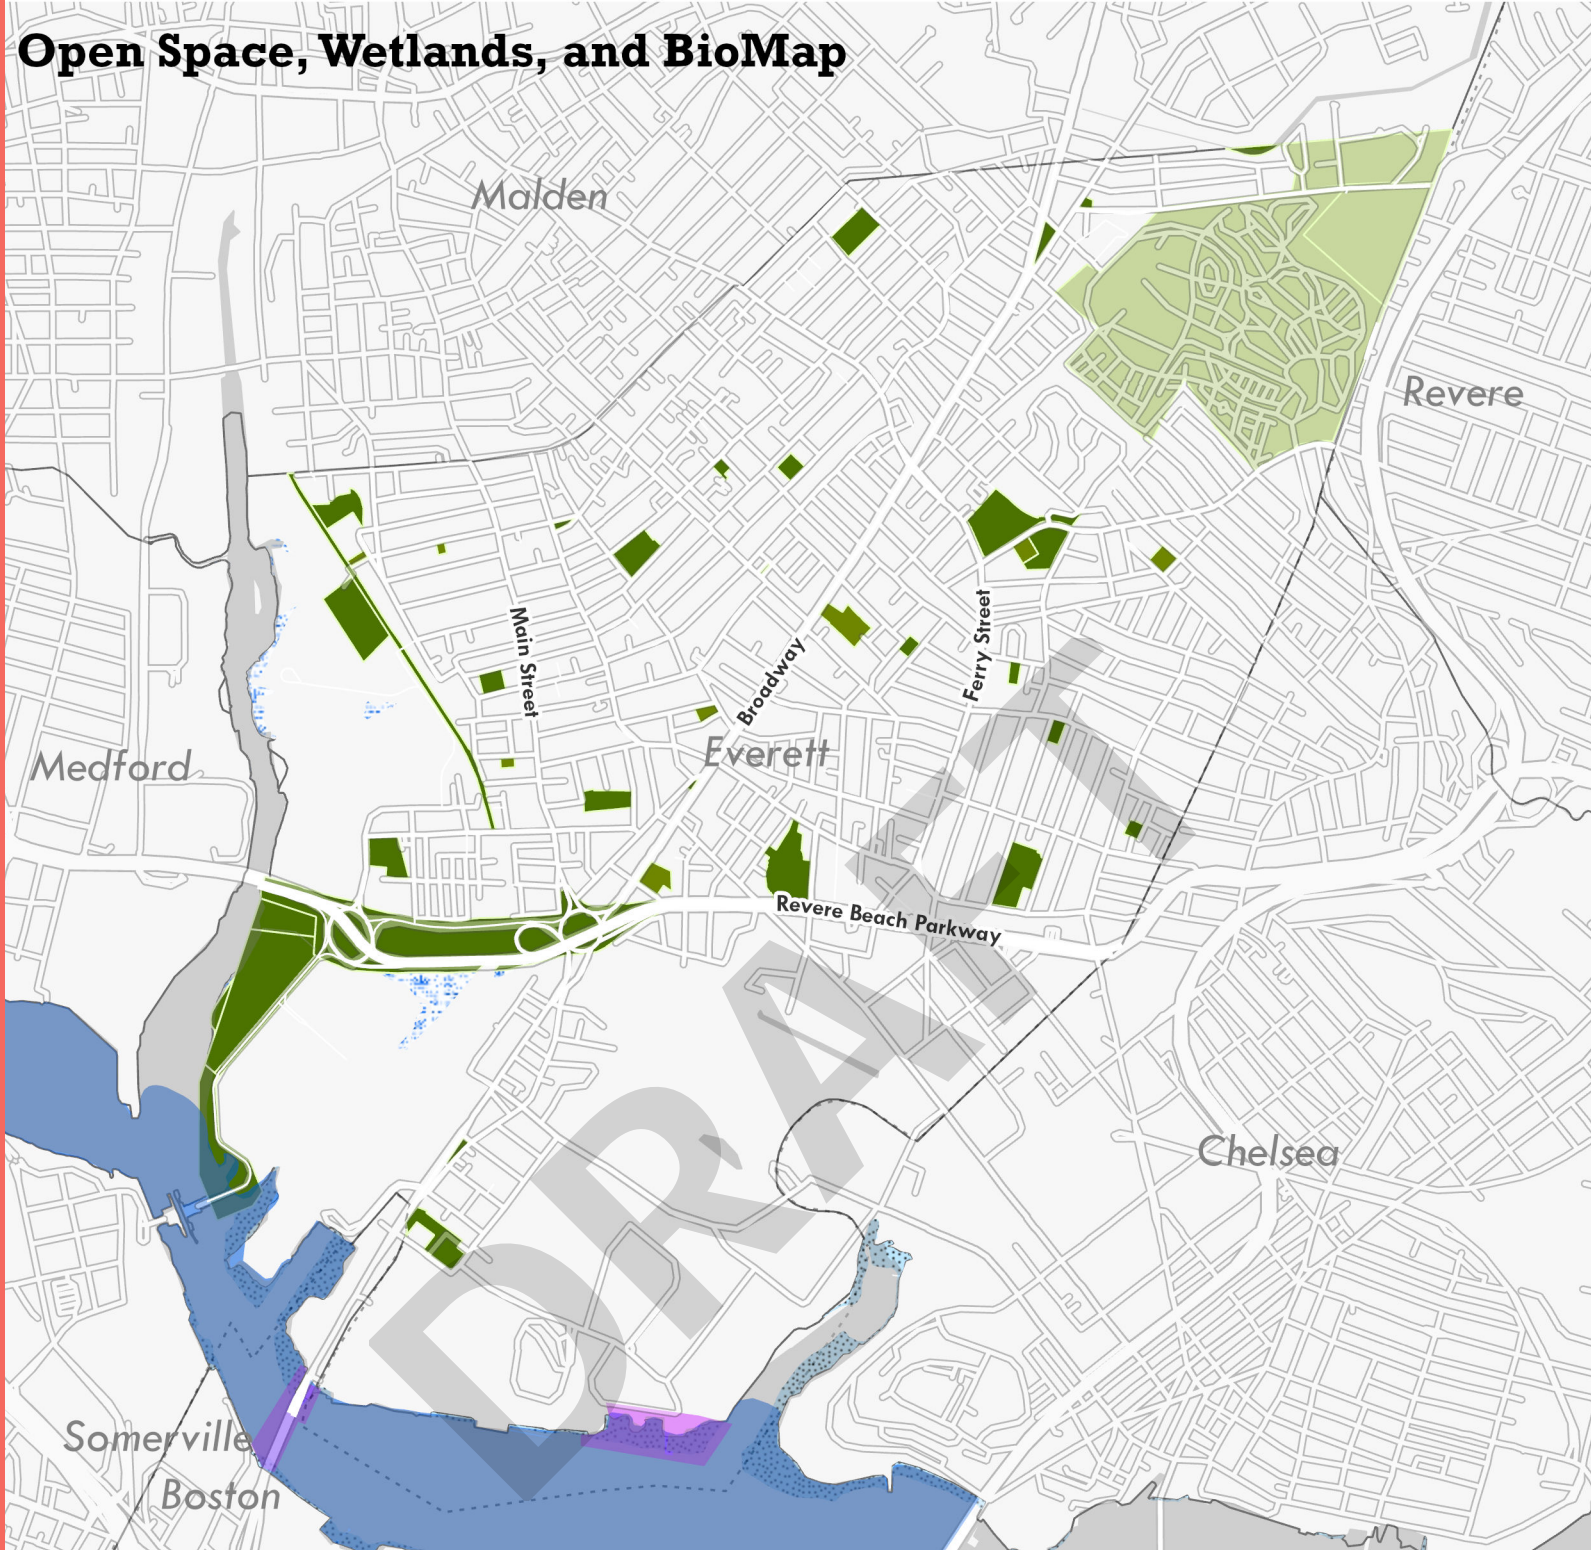 Open Space, Wetlands, and BioMap
Malden
Revere
Main Street
Ferry Street
Broadway
Everett
Medford
Revere Beach Parkway
DRAFT
Chelsea
Somerville
Boston